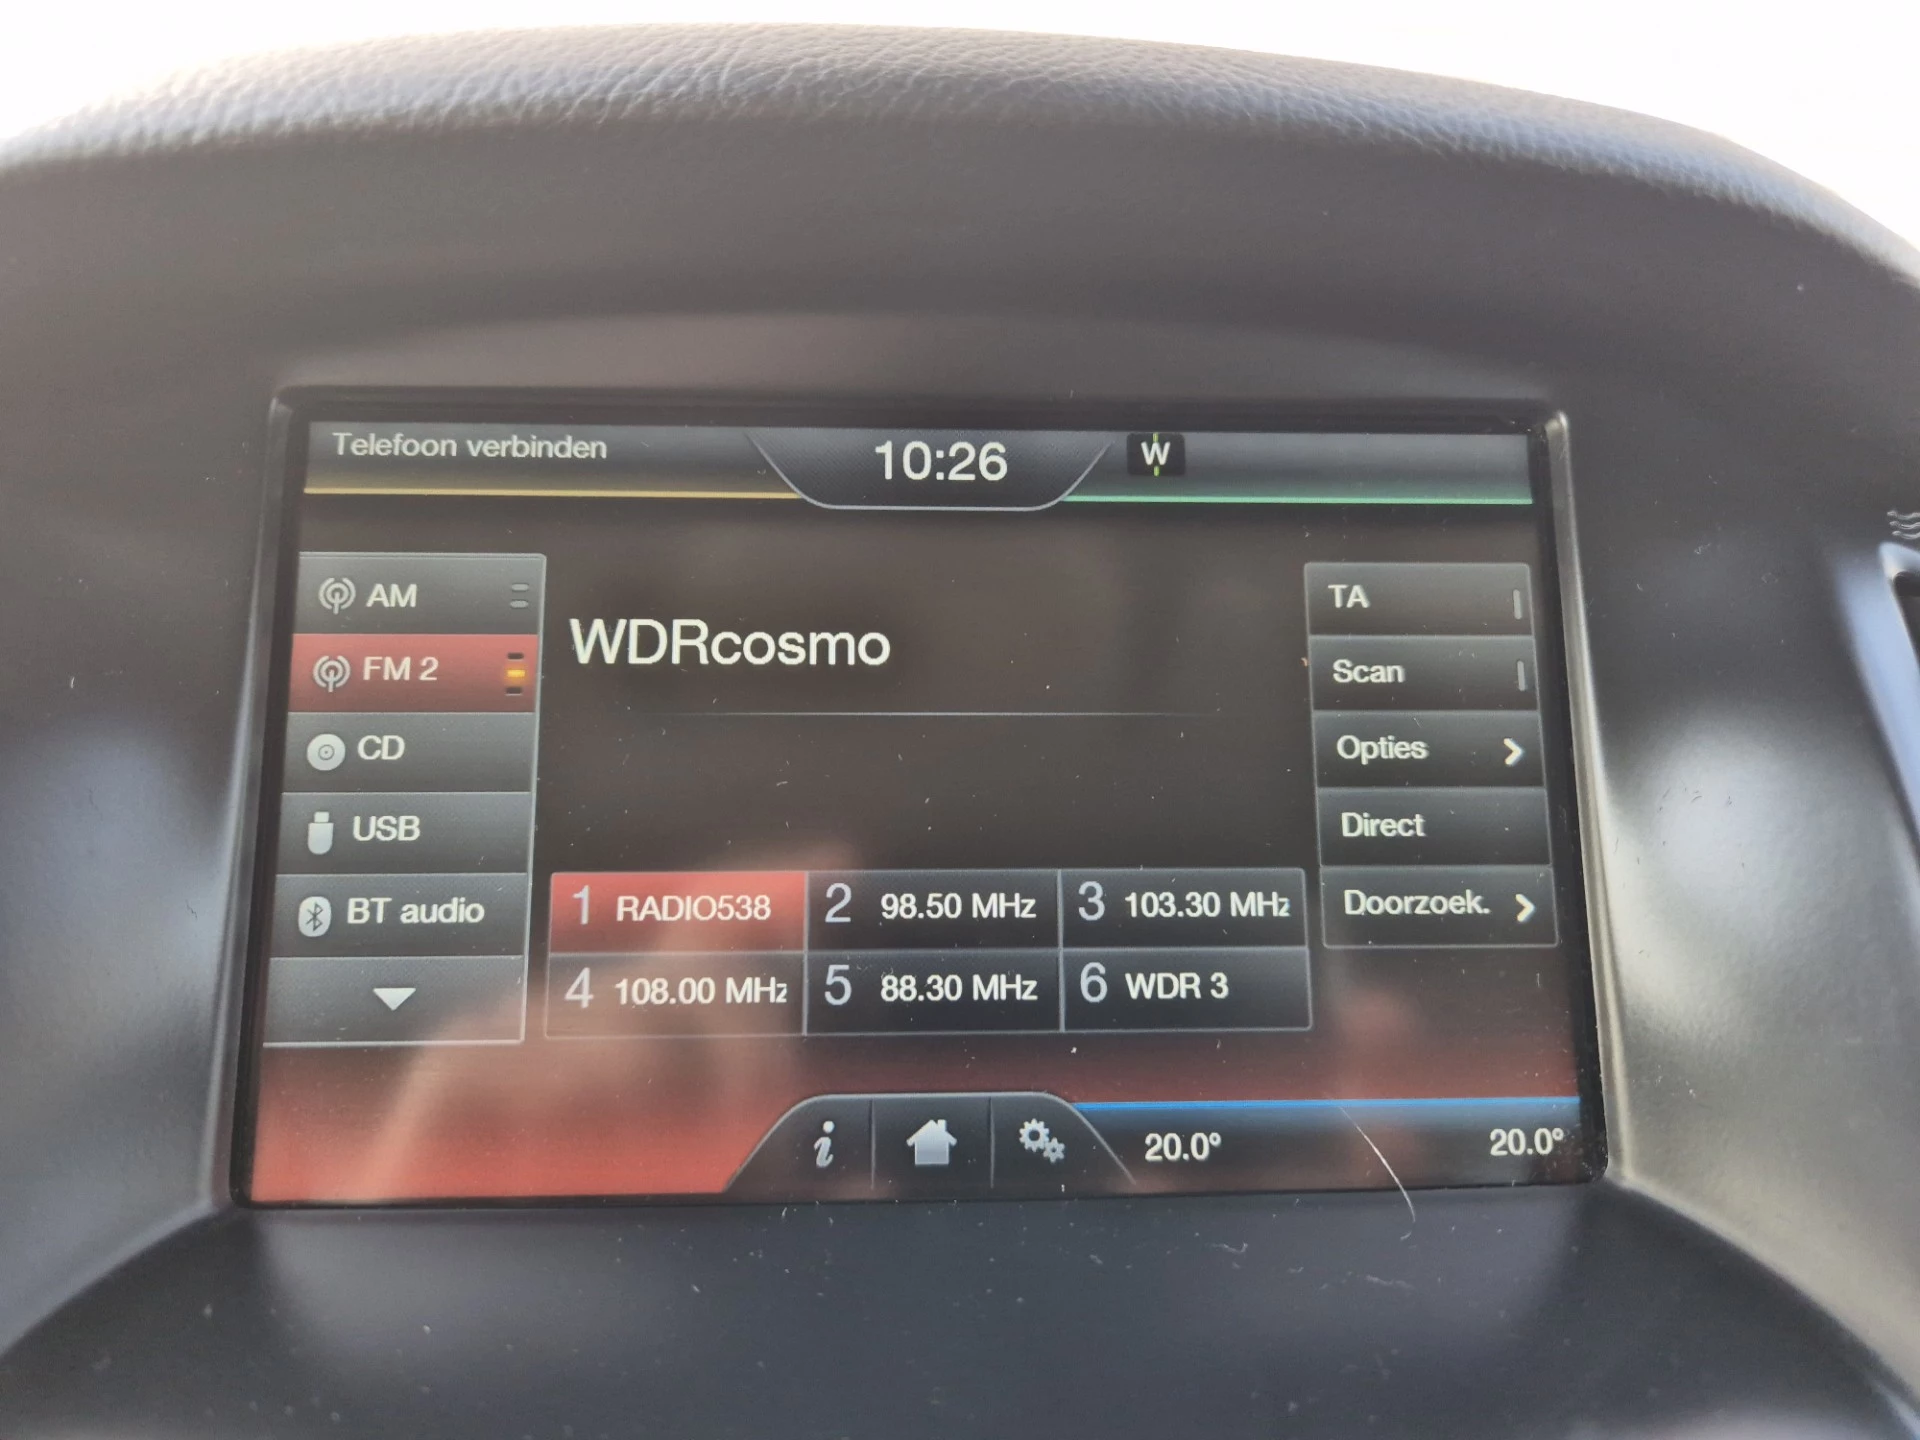 Telefoon verbinden
10:26
W
AM
FM 2
CD
USB
BT audio
WDRcosmo
TA
Scan
Opties
Direct
Doorzoek.
1 RADIO538
2 98.50 MHz
3 103.30 MHz
4 108.00 MHz
5 88.30 MHz
6 WDR 3
i
20.0°
20.0°